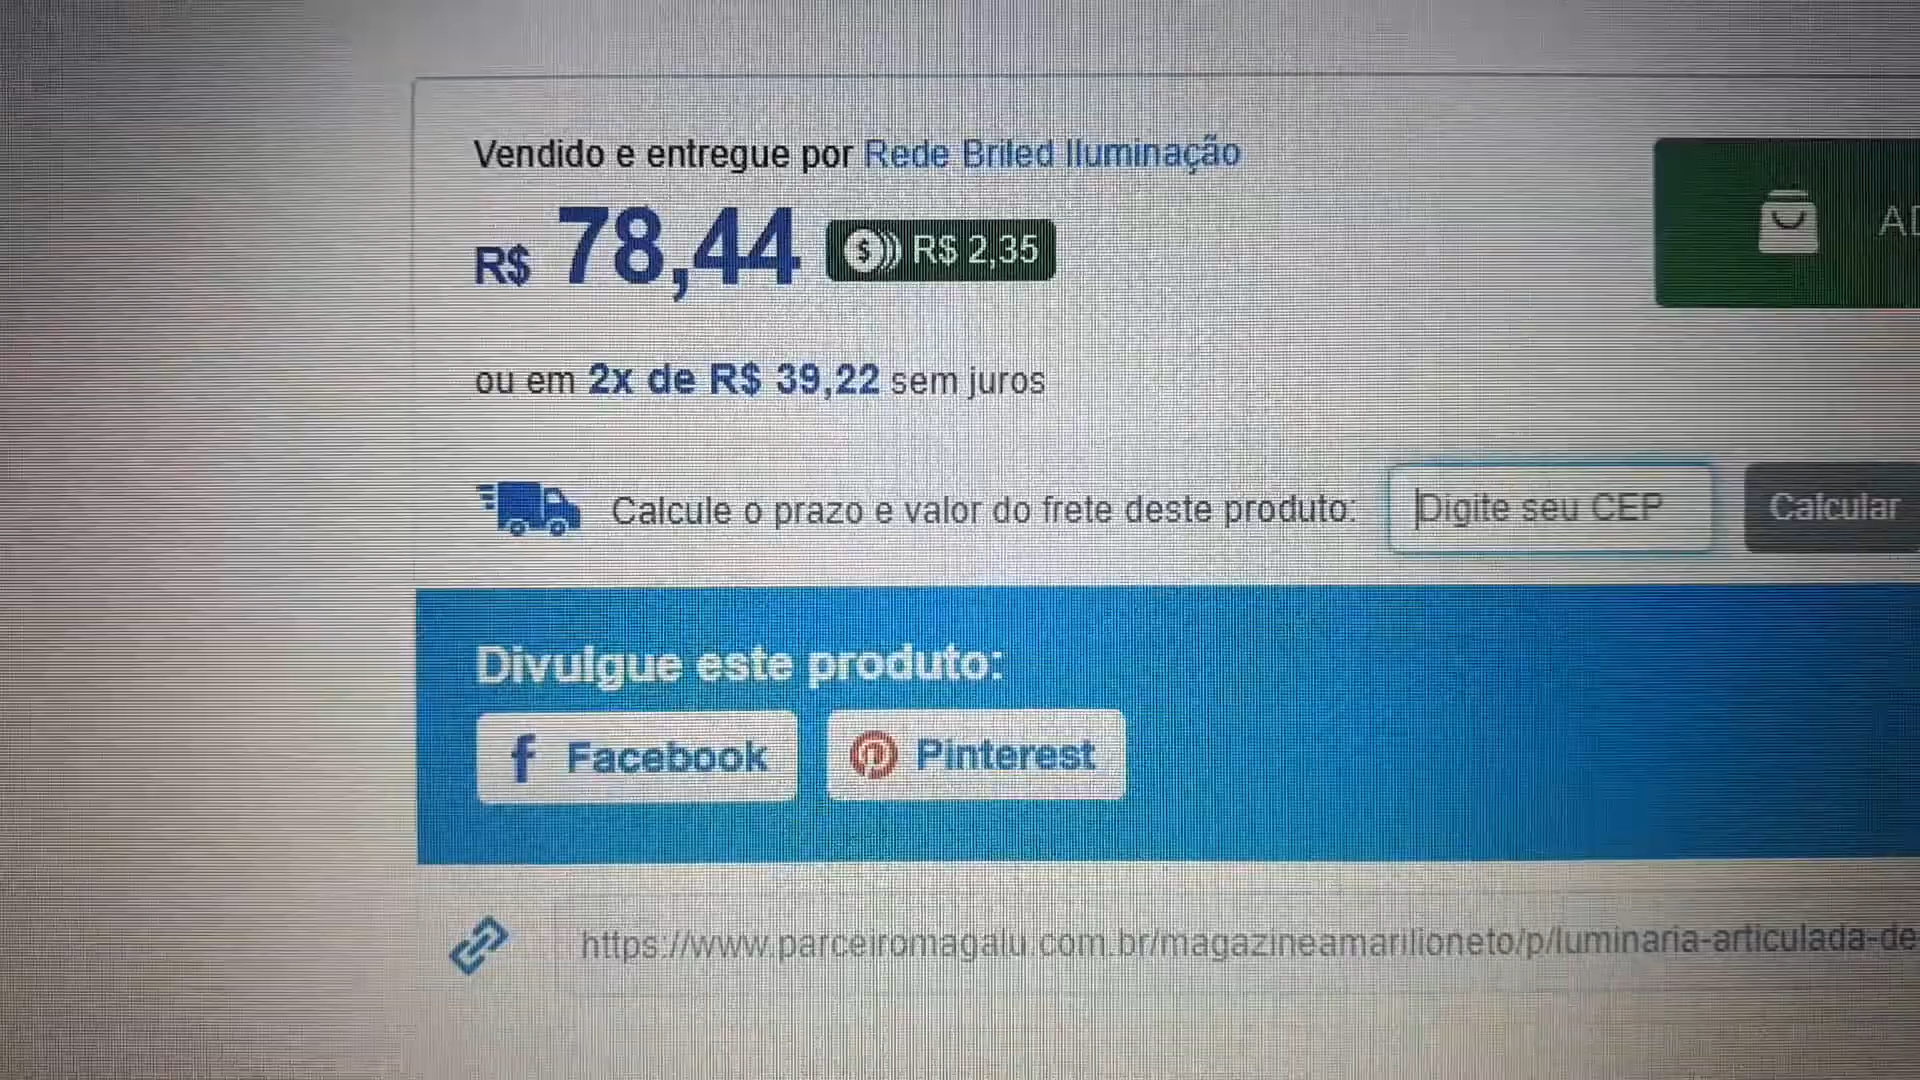 Vendido e entregue por Rede Briled Iluminação
R$ 78,44 R$ 2,35
ou em 2x de R$ 39,22 sem juros
Calcule o prazo e valor do frete deste produto: Digite seu CEP Calcular
Divulgue este produto:
Facebook Pinterest
https://www.parceiromagalu.com.br/magazineamarilioneto/p/luminaria-articulada-de